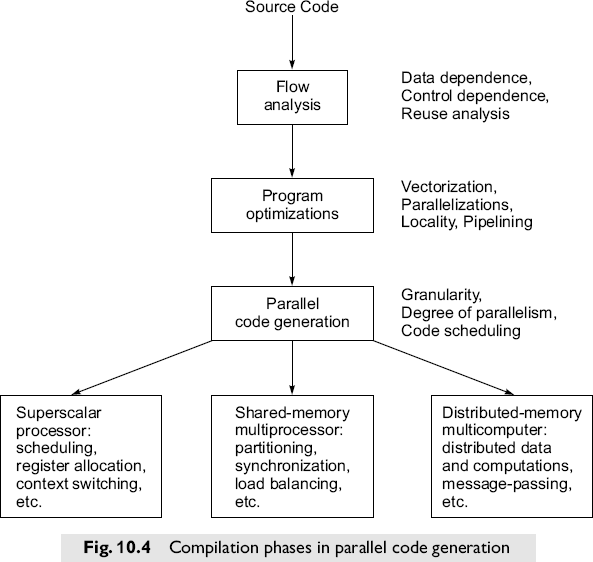 Source Code
Flow
analysis
Data dependence,
Control dependence,
Reuse analysis
Program
optimizations
Vectorization,
Parallelizations,
Locality, Pipelining
Parallel
code generation
Granularity,
Degree of parallelism,
Code scheduling
Superscalar
processor:
scheduling,
register allocation,
context switching,
etc.
Shared-memory
multiprocessor:
partitioning,
synchronization,
load balancing,
etc.
Distributed-memory
multicomputer:
distributed data
and computations,
message-passing,
etc.
Fig. 10.4 Compilation phases in parallel code generation